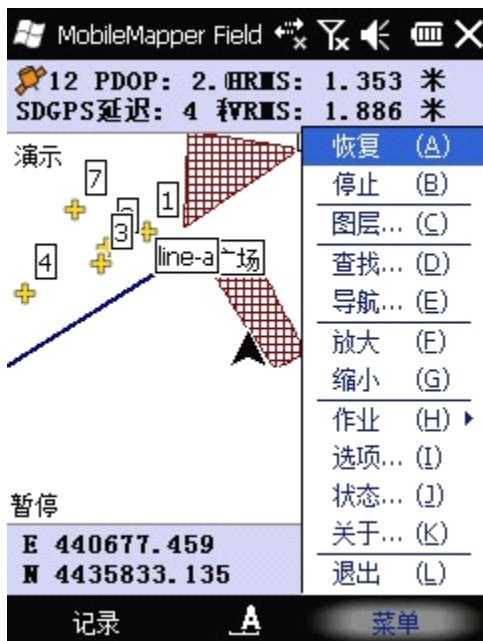 MobileMapper Field
12 PDOP: 2. HRMS: 1.353 米
SDGPS延迟: 4 VRMS: 1.886 米
演示
7
1
3
4
line-a
广场
暂停
E 440677.459
N 4435833.135
恢复 (A)
停止 (B)
图层... (C)
查找... (D)
导航... (E)
放大 (F)
缩小 (G)
作业 (H)
选项... (I)
状态... (J)
关于... (K)
退出 (L)
记录
A
菜单